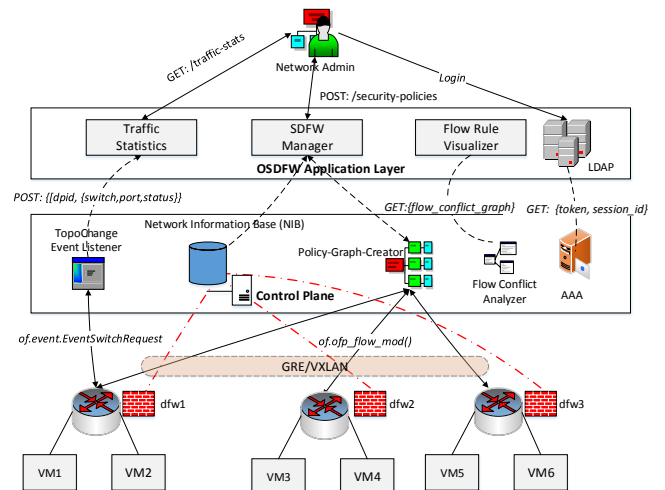 Network Admin
GET: /traffic-stats
POST: /security-policies
Login
Traffic
Statistics
SDFW
Manager
Flow Rule
Visualizer
LDAP
OSDFW Application Layer
POST: {[dpid, {switch,port,status}}
GET:{flow_conflict_graph}
GET: {token, session_id}
TopoChange
Event Listener
Network Information Base (NIB)
Policy-Graph-Creator
Flow Conflict
Analyzer
AAA
Control Plane
of.event.EventSwitchRequest
of.ofp_flow_mod()
GRE/VXLAN
dfw1
dfw2
dfw3
VM1
VM2
VM3
VM4
VM5
VM6